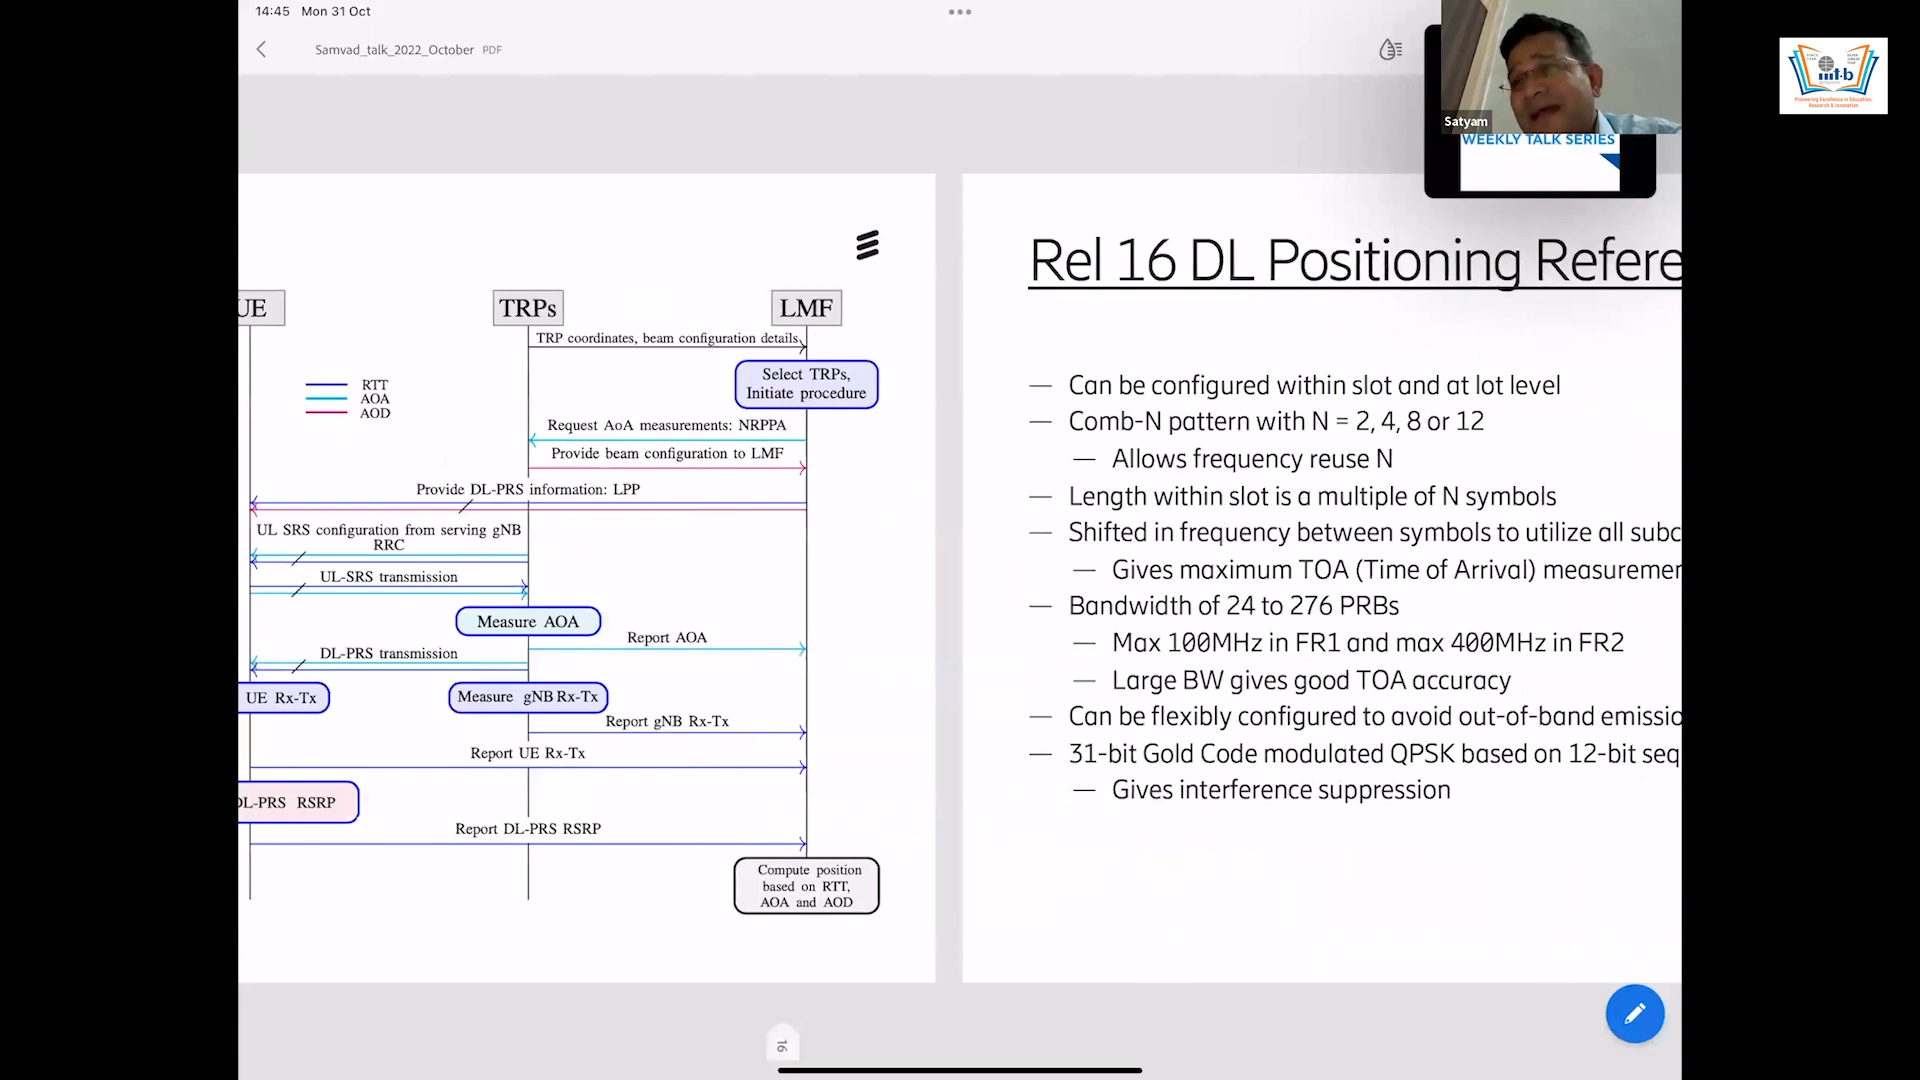 14:45 Mon 31 Oct
Samvad_talk_2022_October PDF
Satyam
WEEKLY TALK SERIES
iiit-b
Pioneering Excellence in Education,
Research & Innovation
UE
TRPs
LMF
TRP coordinates, beam configuration details
Select TRPs,
Initiate procedure
RTT
AOA
AOD
Request AoA measurements: NRPPA
Provide beam configuration to LMF
Provide DL-PRS information: LPP
UL SRS configuration from serving gNB
RRC
UL-SRS transmission
Measure AOA
Report AOA
DL-PRS transmission
UE Rx-Tx
Measure gNB Rx-Tx
Report gNB Rx-Tx
Report UE Rx-Tx
DL-PRS RSRP
Report DL-PRS RSRP
Compute position
based on RTT,
AOA and AOD
Rel 16 DL Positioning Refere
— Can be configured within slot and at lot level
— Comb-N pattern with N = 2, 4, 8 or 12
— Allows frequency reuse N
— Length within slot is a multiple of N symbols
— Shifted in frequency between symbols to utilize all subc
— Gives maximum TOA (Time of Arrival) measuremen
— Bandwidth of 24 to 276 PRBs
— Max 100MHz in FR1 and max 400MHz in FR2
— Large BW gives good TOA accuracy
— Can be flexibly configured to avoid out-of-band emissio
— 31-bit Gold Code modulated QPSK based on 12-bit seq
— Gives interference suppression
16